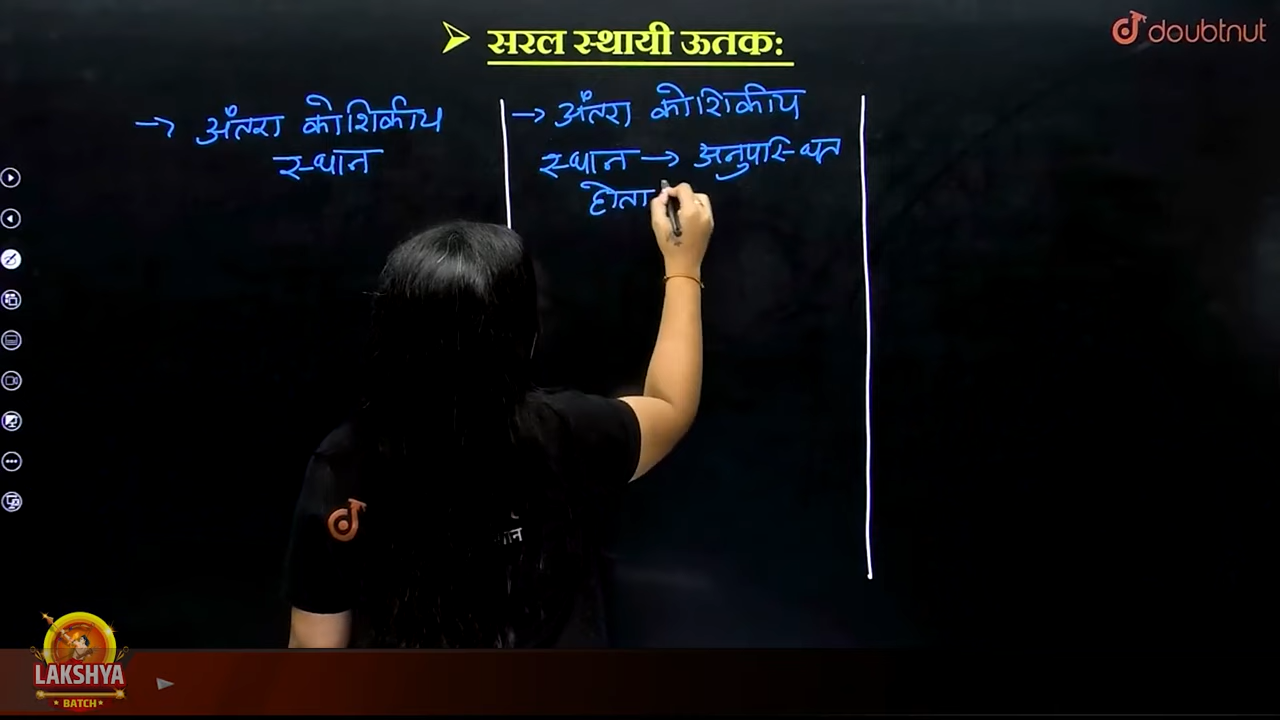 सरल स्थायी ऊतक:
doubtnut
→ अंतरा कोशिकीय
स्थान
→ अंतरा कोशिकीय
स्थान → अनुपस्थित
होता
LAKSHYA
BATCH